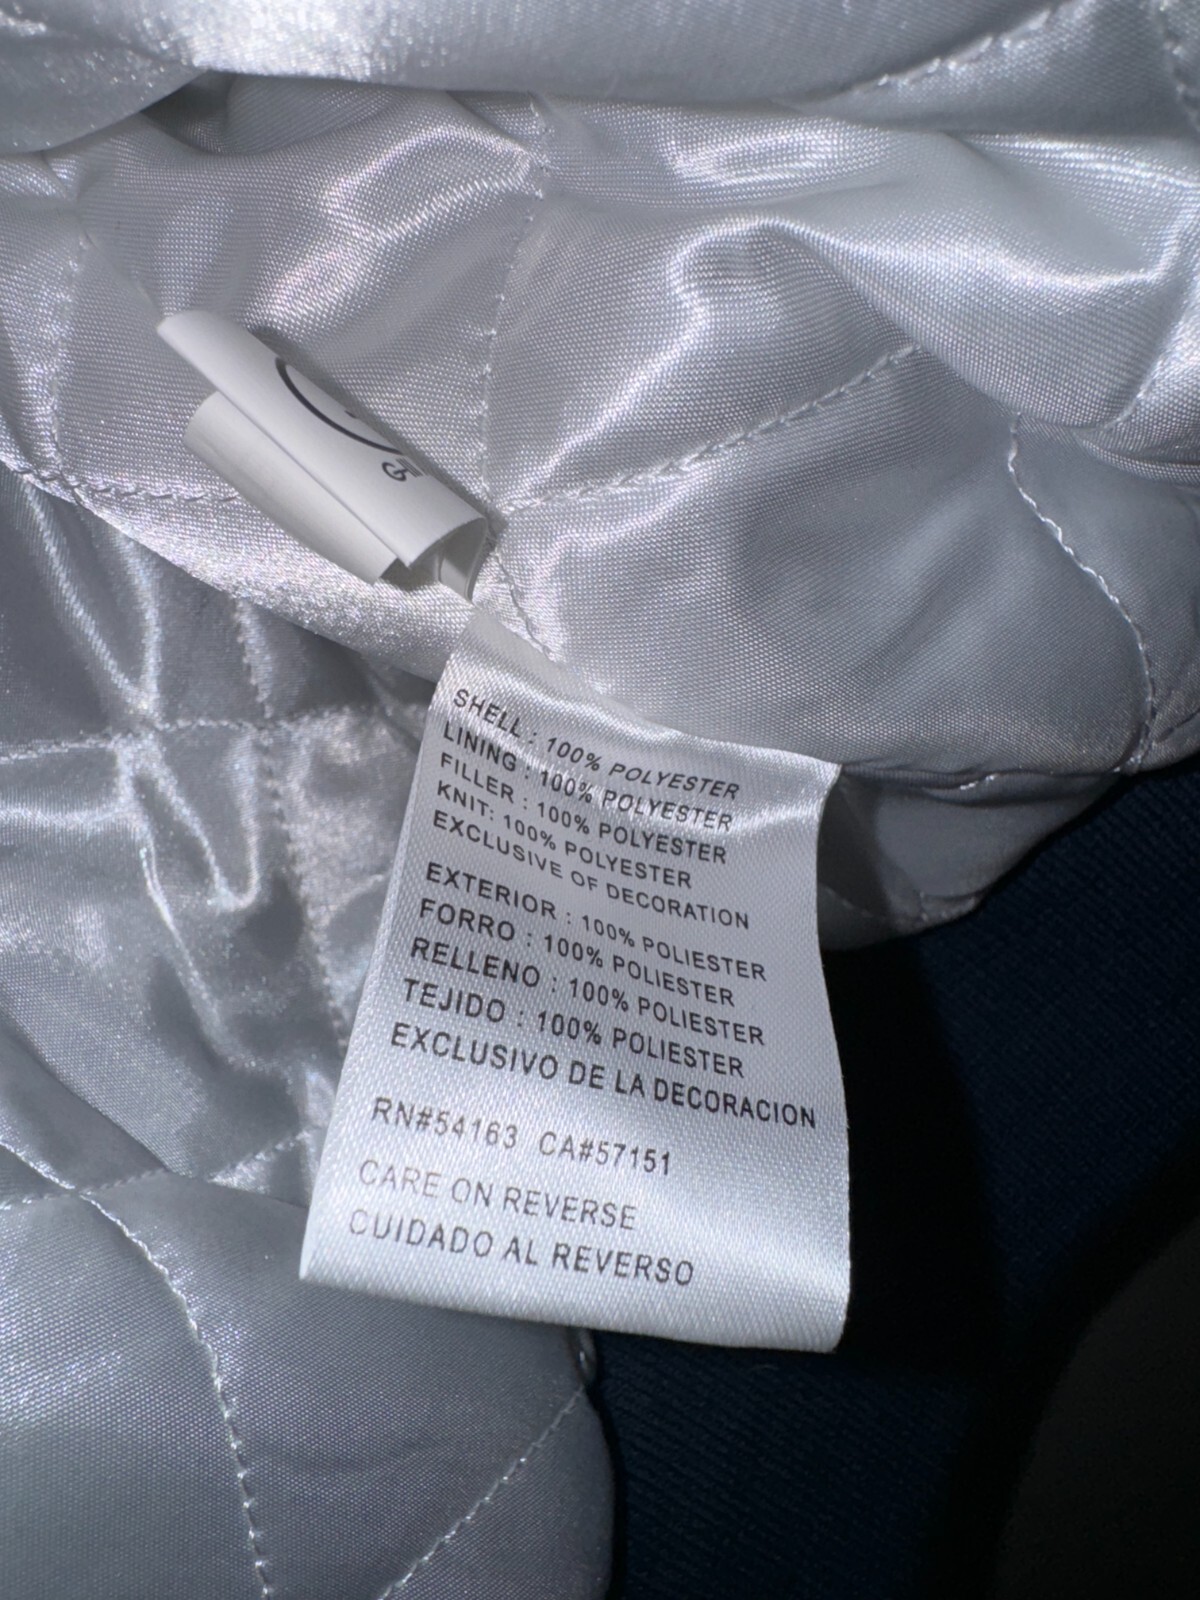 SHELL : 100% POLYESTER
LINING : 100% POLYESTER
FILLER : 100% POLYESTER
KNIT: 100% POLYESTER
EXCLUSIVE OF DECORATION
EXTERIOR : 100% POLIESTER
FORRO : 100% POLIESTER
RELLENO : 100% POLIESTER
TEJIDO : 100% POLIESTER
EXCLUSIVO DE LA DECORACION
RN#54163 CA#57151
CARE ON REVERSE
CUIDADO AL REVERSO